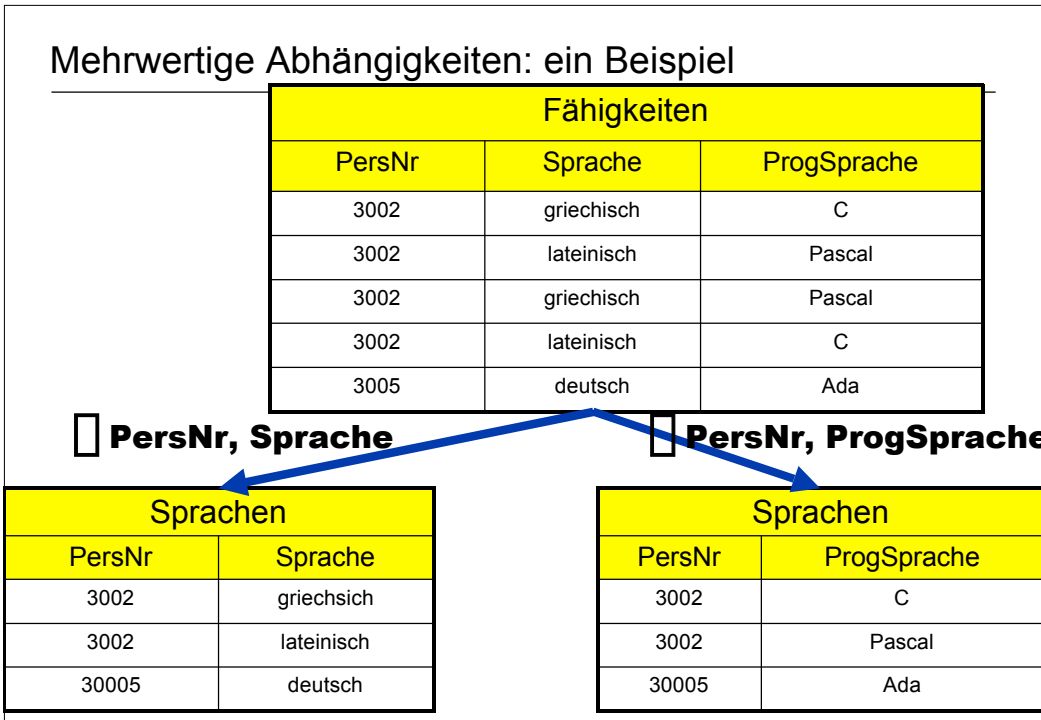 Mehrwertige Abhängigkeiten: ein Beispiel
Fähigkeiten
PersNr Sprache ProgSprache
3002 griechisch C
3002 lateinisch Pascal
3002 griechisch Pascal
3002 lateinisch C
3005 deutsch Ada
PersNr, Sprache
PersNr, ProgSprache
Sprachen
PersNr Sprache
3002 griechsich
3002 lateinisch
30005 deutsch
Sprachen
PersNr ProgSprache
3002 C
3002 Pascal
30005 Ada